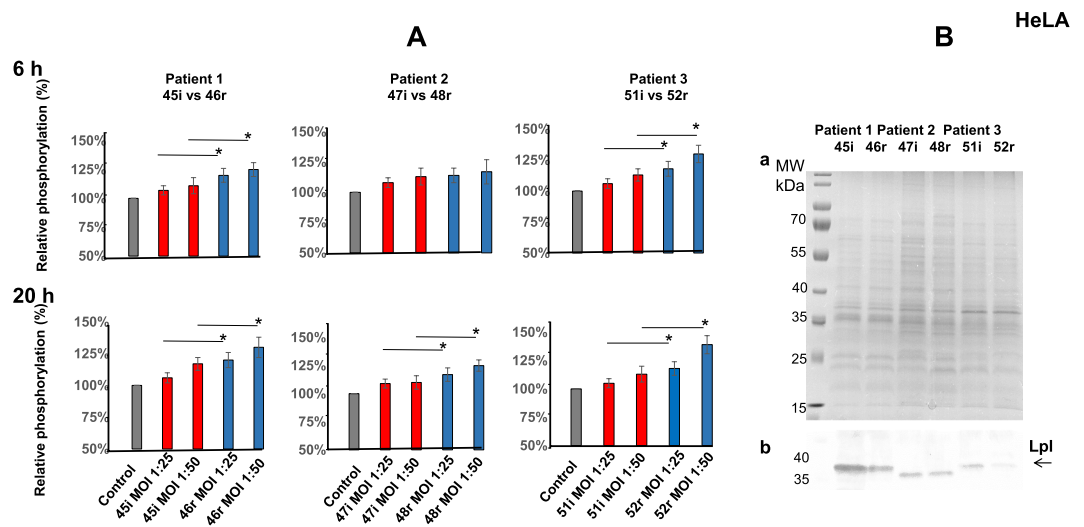 HeLA
A
B
6 h
Patient 1
45i vs 46r
Patient 2
47i vs 48r
Patient 3
51i vs 52r
Relative phosphorylation (%)
150%
125%
100%
75%
50%
*
*
150%
125%
100%
75%
50%
150%
125%
100%
75%
50%
*
*
20 h
Relative phosphorylation (%)
150%
125%
100%
75%
50%
*
*
150%
125%
100%
75%
50%
*
*
150%
125%
100%
75%
50%
*
*
Control
45i MOI 1:25
45i MOI 1:50
46r MOI 1:25
46r MOI 1:50
Control
47i MOI 1:25
47i MOI 1:50
48r MOI 1:25
48r MOI 1:50
Control
51i MOI 1:25
51i MOI 1:50
52r MOI 1:25
52r MOI 1:50
Patient 1 Patient 2 Patient 3
45i 46r 47i 48r 51i 52r
a
MW
kDa
70
55
40
35
25
15
b
40
35
Lpl